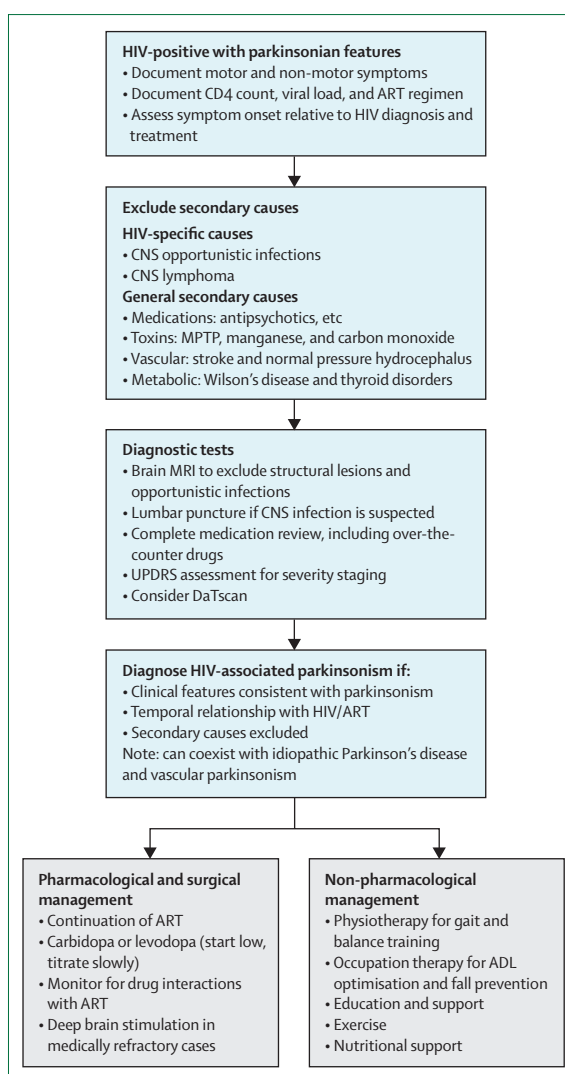 HIV-positive with parkinsonian features
• Document motor and non-motor symptoms
• Document CD4 count, viral load, and ART regimen
• Assess symptom onset relative to HIV diagnosis and
treatment
Exclude secondary causes
HIV-specific causes
• CNS opportunistic infections
• CNS lymphoma
General secondary causes
• Medications: antipsychotics, etc
• Toxins: MPTP, manganese, and carbon monoxide
• Vascular: stroke and normal pressure hydrocephalus
• Metabolic: Wilson's disease and thyroid disorders
Diagnostic tests
• Brain MRI to exclude structural lesions and
opportunistic infections
• Lumbar puncture if CNS infection is suspected
• Complete medication review, including over-the-
counter drugs
• UPDRS assessment for severity staging
• Consider DaTscan
Diagnose HIV-associated parkinsonism if:
• Clinical features consistent with parkinsonism
• Temporal relationship with HIV/ART
• Secondary causes excluded
Note: can coexist with idiopathic Parkinson's disease
and vascular parkinsonism
Pharmacological and surgical
management
• Continuation of ART
• Carbidopa or levodopa (start low,
titrate slowly)
• Monitor for drug interactions
with ART
• Deep brain stimulation in
medically refractory cases
Non-pharmacological
management
• Physiotherapy for gait and
balance training
• Occupation therapy for ADL
optimisation and fall prevention
• Education and support
• Exercise
• Nutritional support